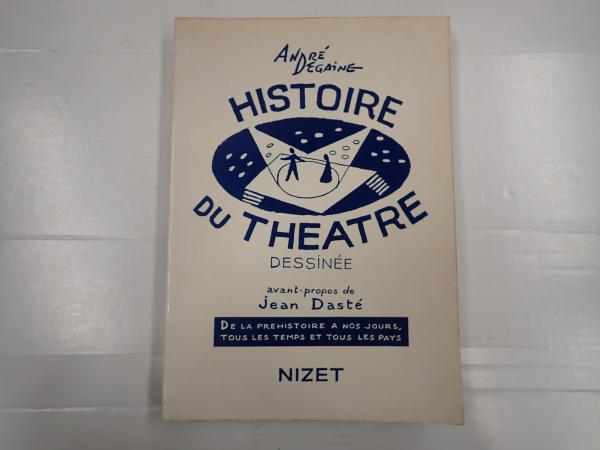 ANDRÉ
DEGAINE
HISTOIRE
DU THEATRE
DESSINÉE
avant-propos de
Jean Dasté
DE LA PREHISTOIRE A NOS JOURS,
TOUS LES TEMPS ET TOUS LES PAYS
NIZET